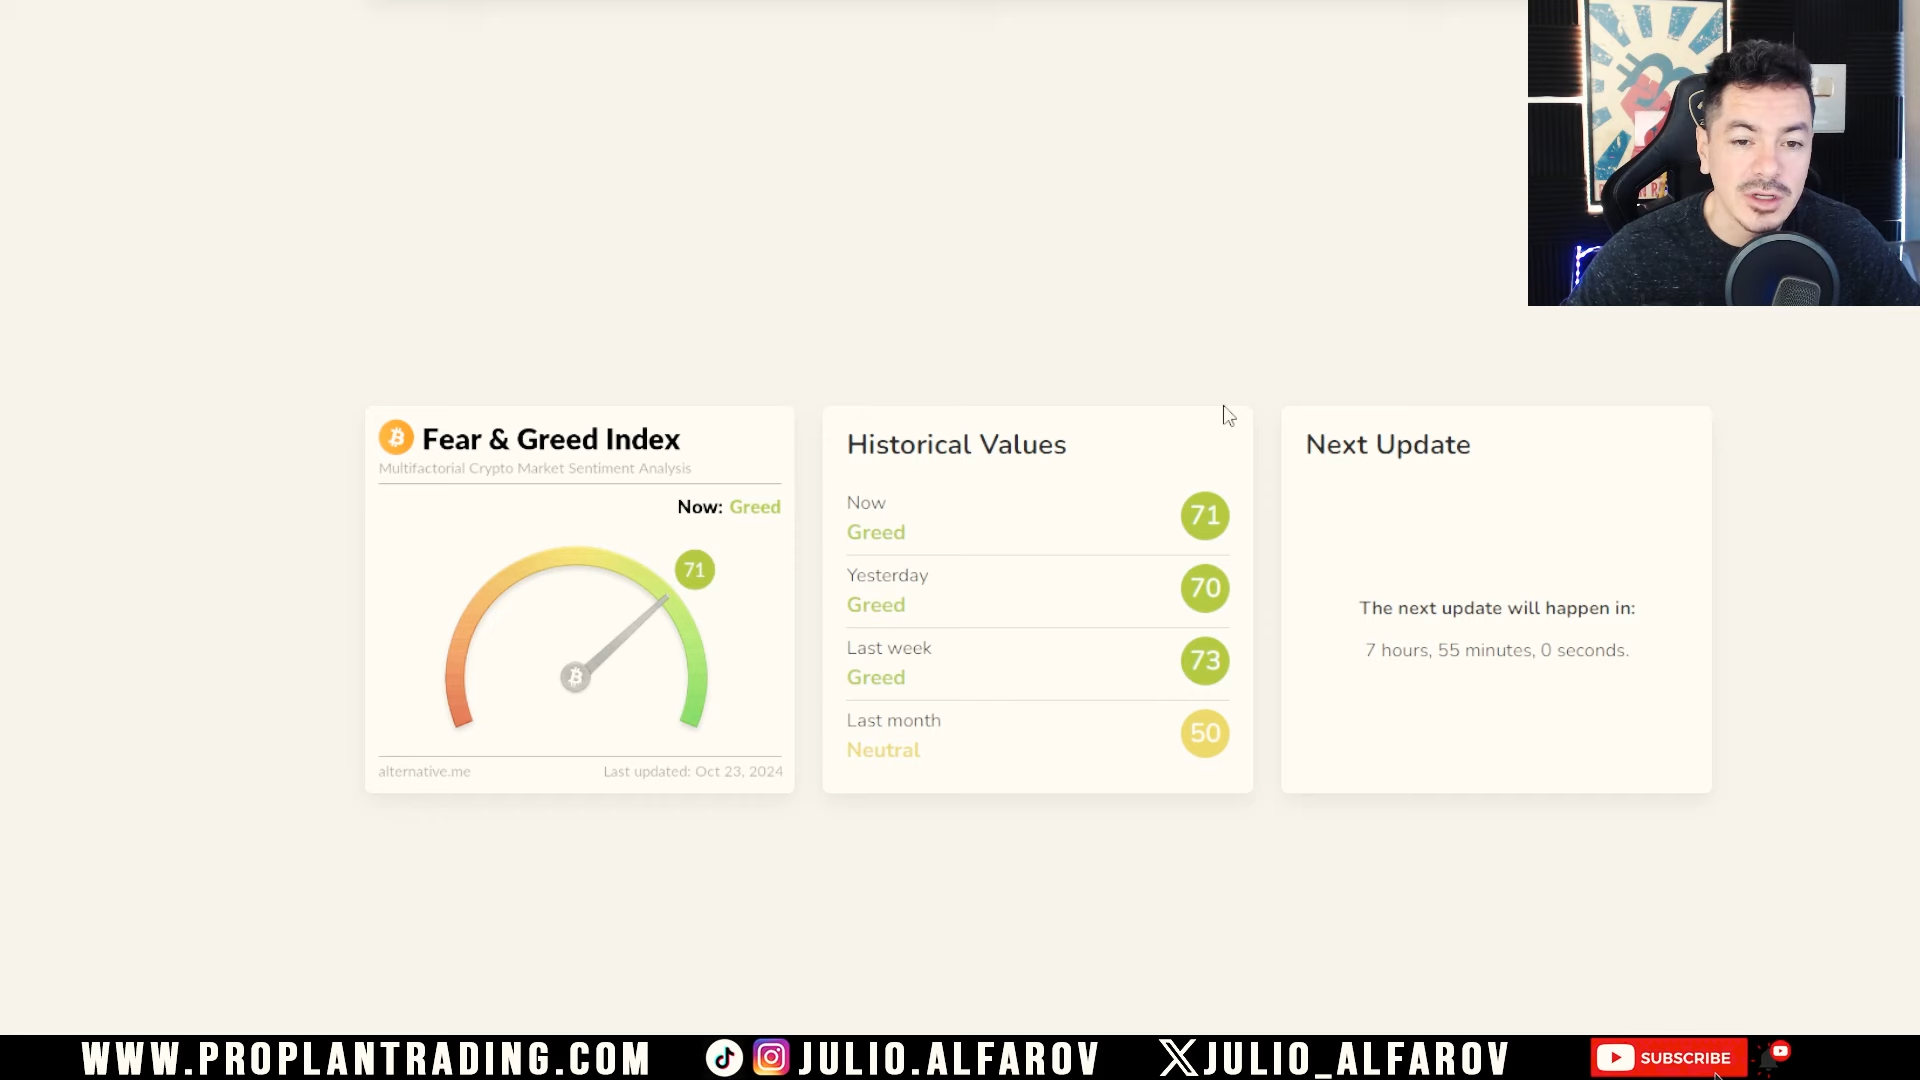 Fear & Greed Index
Multifactorial Crypto Market Sentiment Analysis
Now: Greed
71
alternative.me
Last updated: Oct 23, 2024
Historical Values
Now
Greed
71
Yesterday
Greed
70
Last week
Greed
73
Last month
Neutral
50
Next Update
The next update will happen in:
7 hours, 55 minutes, 0 seconds.
WWW.PROPLANTRADING.COM
JULIO.ALFAROV
JULIO_ALFAROV
SUBSCRIBE